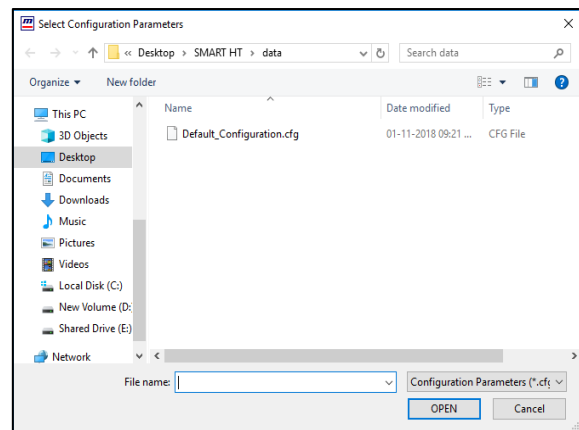 Select Configuration Parameters
« Desktop > SMART HT > data
Search data
Organize
New folder
This PC
3D Objects
Desktop
Documents
Downloads
Music
Pictures
Videos
Local Disk (C:)
New Volume (D:
Shared Drive (E:)
Network
Name Date modified Type
Default_Configuration.cfg 01-11-2018 09:21 ... CFG File
File name:
Configuration Parameters (*.cfg
OPEN Cancel